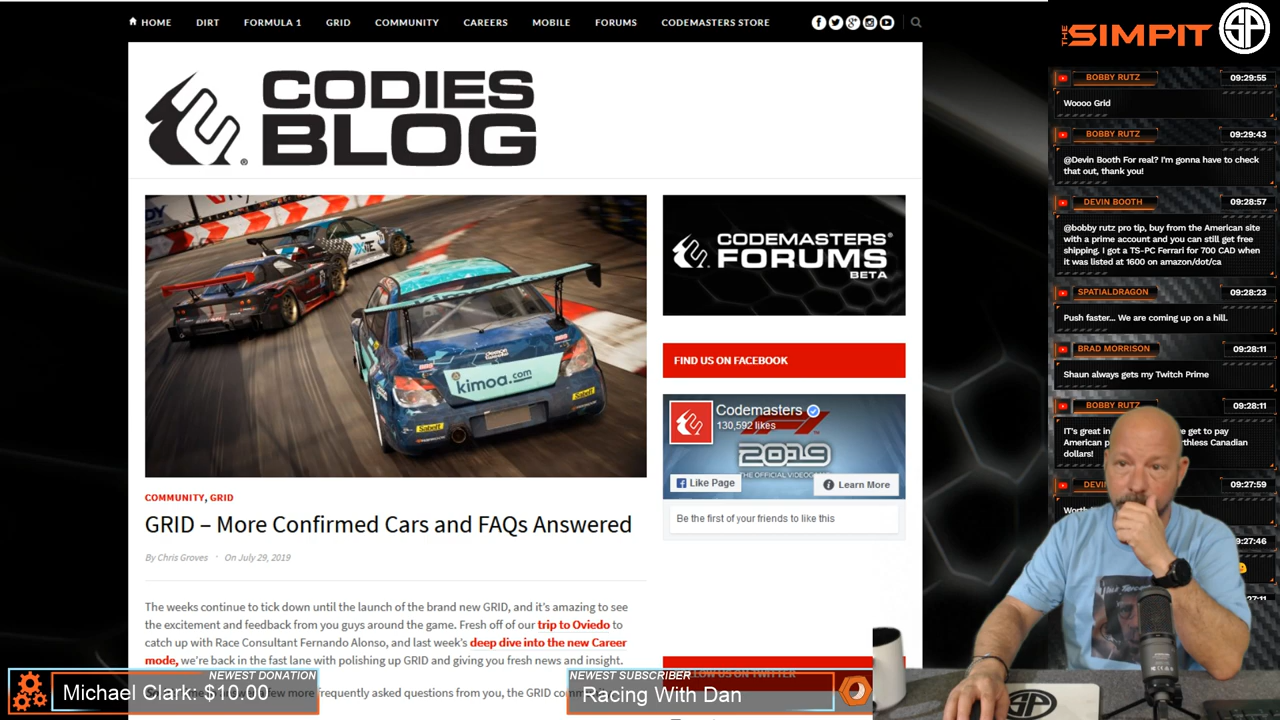 HOME DIRT FORMULA 1 GRID COMMUNITY CAREERS MOBILE FORUMS CODEMASTERS STORE
CODIES
BLOG
kimoa.com
CODEMASTERS®
FORUMS
BETA
FIND US ON FACEBOOK
Codemasters
130,592 likes
F1
2019
THE OFFICIAL VIDEOGAME
Like Page
Learn More
Be the first of your friends to like this
COMMUNITY, GRID
GRID – More Confirmed Cars and FAQs Answered
By Chris Groves · On July 29, 2019
The weeks continue to tick down until the launch of the brand new GRID, and it's amazing to see
the excitement and feedback from you guys around the game. Fresh off of our trip to Oviedo to
catch up with Race Consultant Fernando Alonso, and last week's deep dive into the new Career
mode, we're back in the fast lane with polishing up GRID and giving you fresh news and insight.
few more frequently asked questions from you, the GRID
NEWEST DONATION
Michael Clark: $10.00
NEWEST SUBSCRIBER
Racing With Dan
THE SIMPIT SP
BOBBY RUTZ 09:29:55
Woooo Grid
BOBBY RUTZ 09:29:43
@Devin Booth For real? I'm gonna have to check
that out, thank you!
DEVIN BOOTH 09:28:57
@bobby rutz pro tip, buy from the American site
with a prime account and you can still get free
shipping. I got a TS-PC Ferrari for 700 CAD when
it was listed at 1600 on amazon/dot/ca
SPATIALDRAGON 09:28:23
Push faster... We are coming up on a hill.
BRAD MORRISON 09:28:11
Shaun always gets my Twitch Prime
BOBBY RUTZ 09:28:11
IT's great in get to pay
American Canadian
dollars!
09:27:59
09:27:46
SP